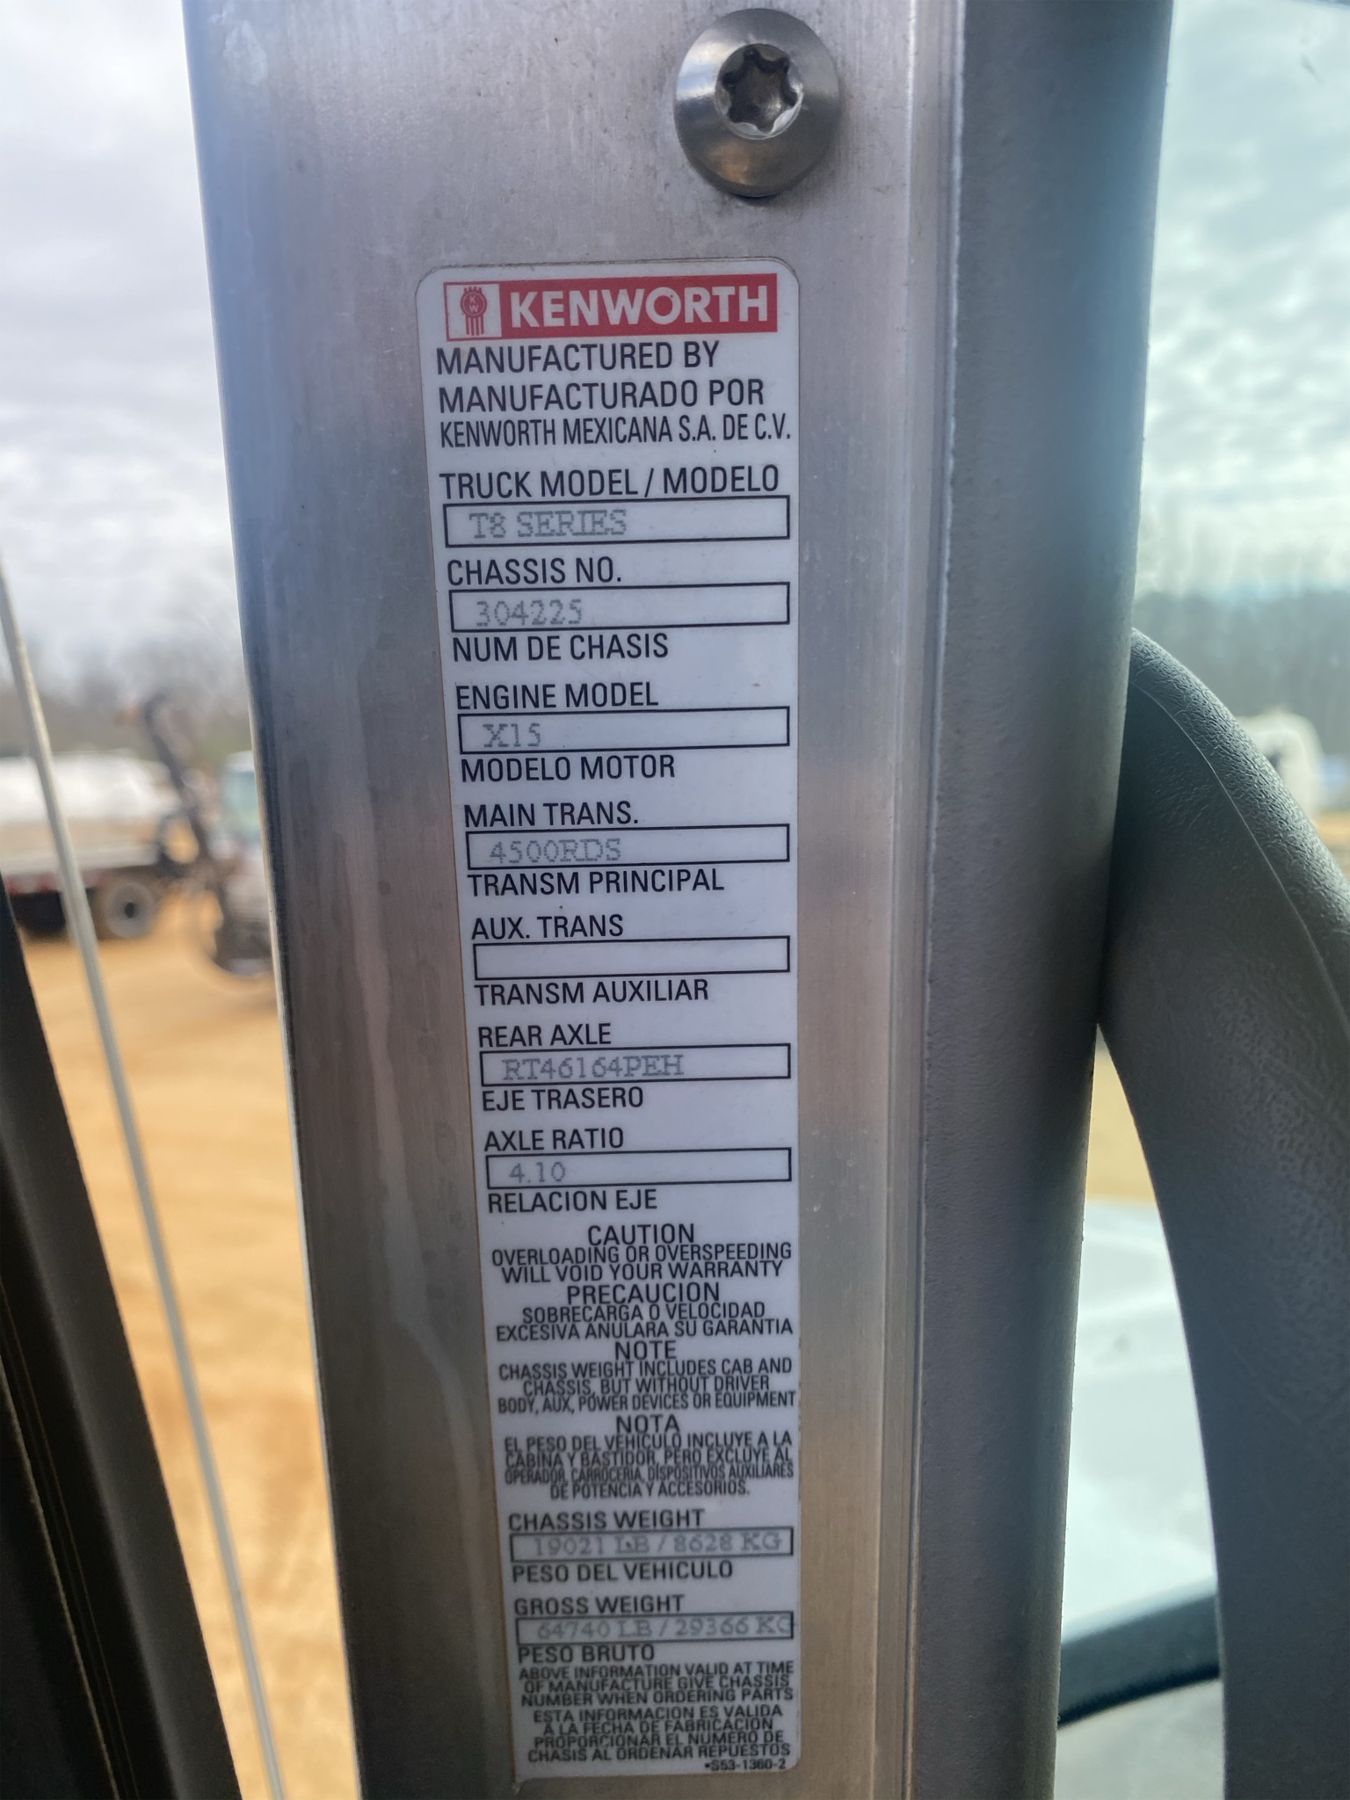 KENWORTH
MANUFACTURED BY
MANUFACTURADO POR
KENWORTH MEXICANA S.A. DE C.V.
TRUCK MODEL / MODELO
T8 SERIES
CHASSIS NO.
304225
NUM DE CHASIS
ENGINE MODEL
X15
MODELO MOTOR
MAIN TRANS.
4500RDS
TRANSM PRINCIPAL
AUX. TRANS
TRANSM AUXILIAR
REAR AXLE
RT46164PEH
EJE TRASERO
AXLE RATIO
4.10
RELACION EJE
CAUTION
OVERLOADING OR OVERSPEEDING
WILL VOID YOUR WARRANTY
PRECAUCION
SOBRECARGA O VELOCIDAD
EXCESIVA ANULARA SU GARANTIA
NOTE
CHASSIS WEIGHT INCLUDES CAB AND
CHASSIS, BUT WITHOUT DRIVER
BODY, AUX, POWER DEVICES OR EQUIPMENT
NOTA
EL PESO DEL VEHICULO INCLUYE A LA
CABINA Y BASTIDOR, PERO EXCLUYE AL
OPERADOR, CARROCERIA, DISPOSITIVOS AUXILIARES
DE POTENCIA Y ACCESORIOS.
CHASSIS WEIGHT
19021 LB / 8628 KG
PESO DEL VEHICULO
GROSS WEIGHT
64740 LB / 29366 KG
PESO BRUTO
ABOVE INFORMATION VALID AT TIME
OF MANUFACTURE GIVE CHASSIS
NUMBER WHEN ORDERING PARTS
ESTA INFORMACION ES VALIDA
A LA FECHA DE FABRICACION
PROPORCIONAR EL NUMERO DE
CHASIS AL ORDENAR REPUESTOS
•S53-1360-2